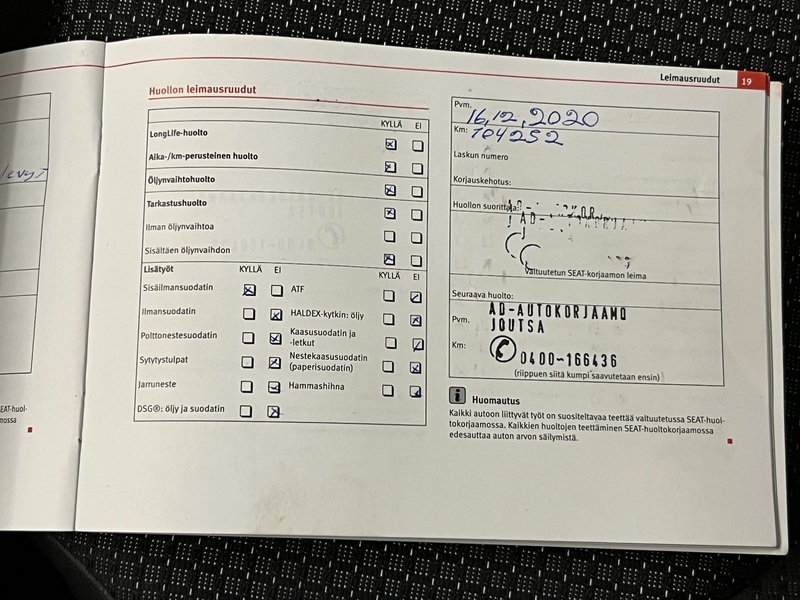 Leimausruudut 19
Huollon leimausruudut
KYLLÄ EI
LongLife-huolto
Aika-/km-perusteinen huolto
Öljynvaihtohuolto
Tarkastushuolto
Ilman öljynvaihtoa
Sisältäen öljynvaihdon
Lisätyöt KYLLÄ EI KYLLÄ EI
Sisäilmansuodatin ATF
Ilmansuodatin HALDEX-kytkin: öljy
Polttonestesuodatin Kaasusuodatin ja
-letkut
Sytytystulpat Nestekaasusuodatin
(paperisuodatin)
Jarruneste Hammashihna
DSG®: öljy ja suodatin
Pvm. 16,12,2020
Km: 104252
Laskun numero
Korjauskehotus:
Huollon suorittaja:
AD-
Valtuutetun SEAT-korjaamon leima
Seuraava huolto:
AD-AUTOKORJAAMO
Pvm. JOUTSA
Km: 0400-166436
(riippuen siitä kumpi saavutetaan ensin)
i Huomautus
Kaikki autoon liittyvät työt on suositeltavaa teettää valtuutetussa SEAT-huol-
tokorjaamossa. Kaikkien huoltojen teettäminen SEAT-huoltokorjaamossa
edesauttaa auton arvon säilymistä.
SEAT-huol-
mossa